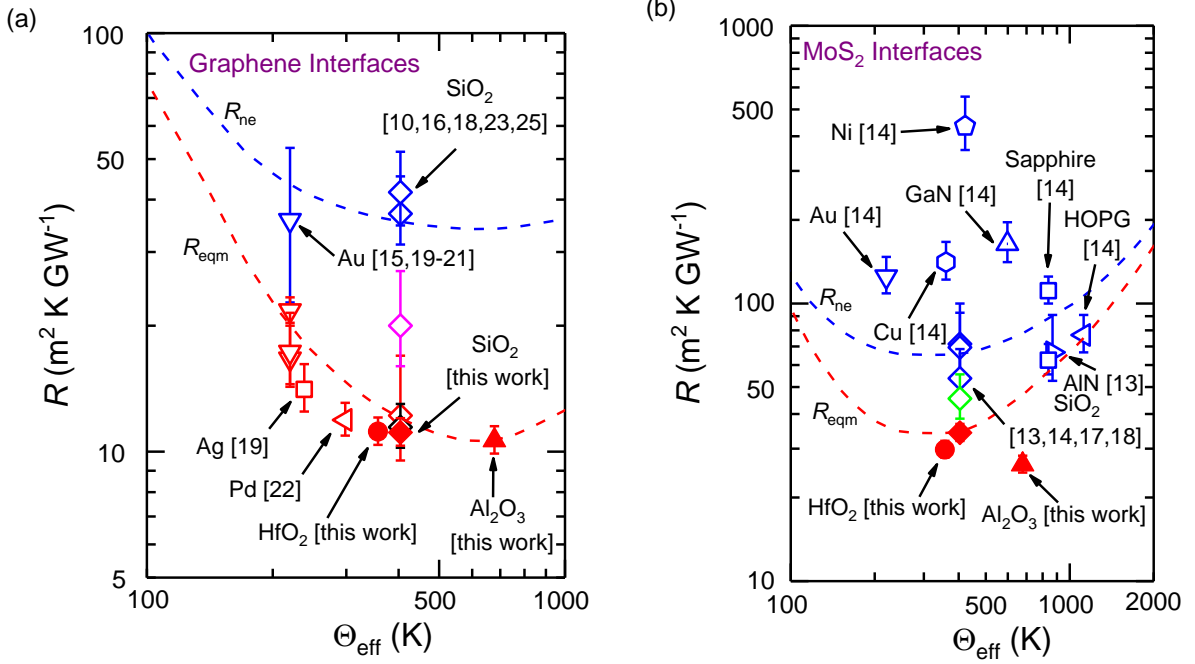 (a)
100
50
10
5
100
500
1000
R (m² K GW⁻¹)
Θeff (K)
Graphene Interfaces
Rne
Reqm
SiO₂
[10,16,18,23,25]
Au [15,19-21]
SiO₂
[this work]
Ag [19]
Pd [22]
HfO₂ [this work]
Al₂O₃
[this work]
(b)
1000
500
100
50
10
100
500
1000
2000
R (m² K GW⁻¹)
Θeff (K)
MoS₂ Interfaces
Ni [14]
Sapphire
[14]
GaN [14]
HOPG
[14]
Au [14]
Rne
Cu [14]
AlN [13]
SiO₂
[13,14,17,18]
Reqm
HfO₂ [this work]
Al₂O₃ [this work]